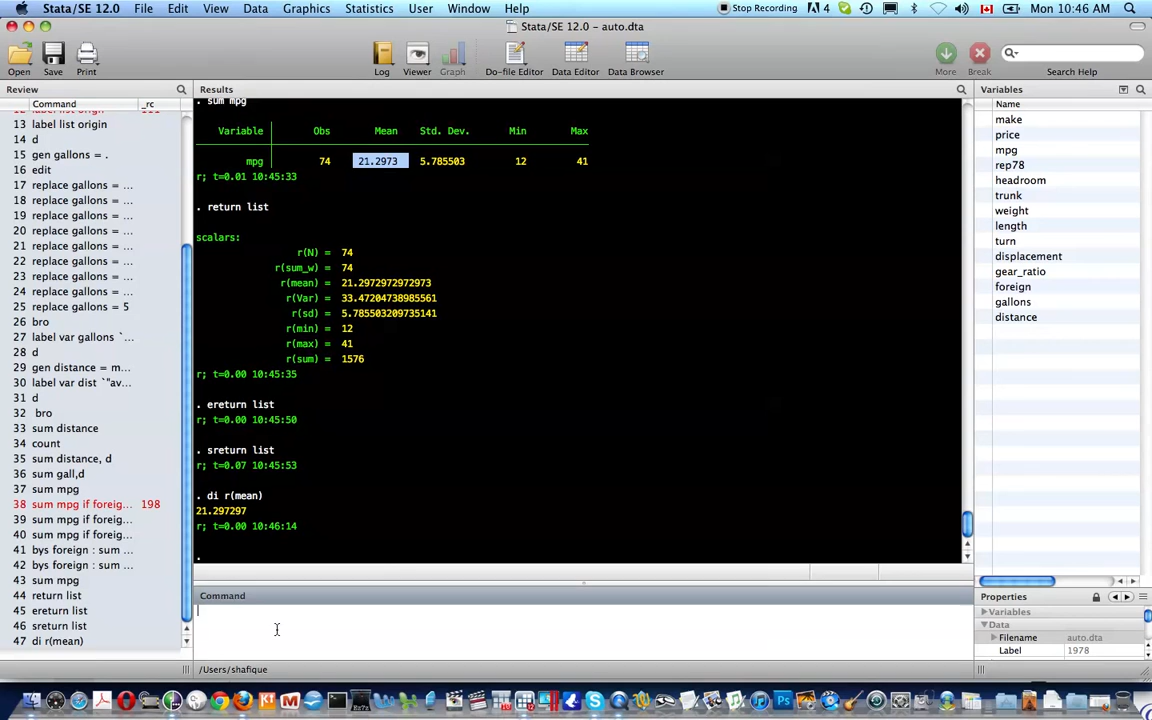 Stata/SE 12.0 File Edit View Data Graphics Statistics User Window Help Stop Recording 4 Mon 10:46 AM
Stata/SE 12.0 - auto.dta
Open Save Print Log Viewer Graph Do-file Editor Data Editor Data Browser More Break Search Help
Review
Command _rc
13 label list origin
14 d
15 gen gallons = .
16 edit
17 replace gallons = ...
18 replace gallons = ...
19 replace gallons = ...
20 replace gallons = ...
21 replace gallons = ...
22 replace gallons = ...
23 replace gallons = ...
24 replace gallons = ...
25 replace gallons = 5
26 bro
27 label var gallons `...
28 d
29 gen distance = m...
30 label var dist `"av...
31 d
32 bro
33 sum distance
34 count
35 sum distance, d
36 sum gall,d
37 sum mpg
38 sum mpg if foreig... 198
39 sum mpg if foreig...
40 sum mpg if foreig...
41 bys foreign : sum ...
42 bys foreign : sum ...
43 sum mpg
44 return list
45 ereturn list
46 sreturn list
47 di r(mean)
Results
. sum mpg
Variable Obs Mean Std. Dev. Min Max
mpg 74 21.2973 5.785503 12 41
r; t=0.01 10:45:33
. return list
scalars:
r(N) = 74
r(sum_w) = 74
r(mean) = 21.2972972972973
r(Var) = 33.47204738985561
r(sd) = 5.785503209735141
r(min) = 12
r(max) = 41
r(sum) = 1576
r; t=0.00 10:45:35
. ereturn list
r; t=0.00 10:45:50
. sreturn list
r; t=0.07 10:45:53
. di r(mean)
21.297297
r; t=0.00 10:46:14
.
Command
/Users/shafique
Variables
Name
make
price
mpg
rep78
headroom
trunk
weight
length
turn
displacement
gear_ratio
foreign
gallons
distance
Properties
Variables
Data
Filename auto.dta
Label 1978